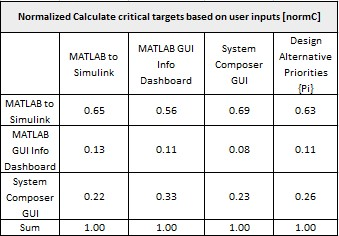 Normalized Calculate critical targets based on user inputs [normC]
MATLAB to Simulink MATLAB GUI Info Dashboard System Composer GUI Design Alternative Priorities {Pi}
MATLAB to Simulink 0.65 0.56 0.69 0.63
MATLAB GUI Info Dashboard 0.13 0.11 0.08 0.11
System Composer GUI 0.22 0.33 0.23 0.26
Sum 1.00 1.00 1.00 1.00